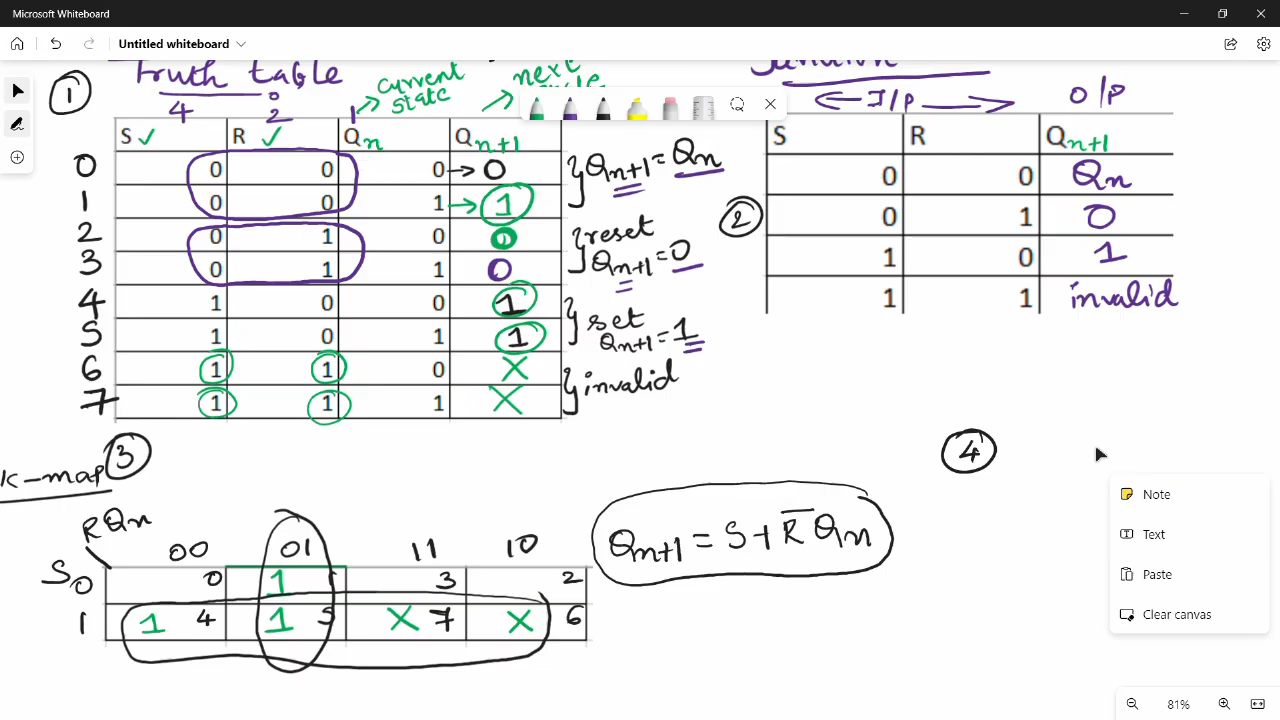 Microsoft Whiteboard
Untitled whiteboard
1 Truth table
current state
next
I/P O/P
4 2 1
S R Qn Qn+1
0 0 0 0 → 0
1 0 0 1 → 1
} Qn+1 = Qn
2 0 1 0 0
3 0 1 1 0
} reset Qn+1 = 0
4 1 0 0 1
5 1 0 1 1
} set Qn+1 = 1
6 1 1 0 X
7 1 1 1 X
} invalid
2
S R Qn+1
0 0 Qn
0 1 0
1 0 1
1 1 invalid
K-map 3
RQn
00 01 11 10
S 0 0 1 1 3 2
1 1 4 1 5 X 7 X 6
Qn+1 = S + R̅ Qn
4
Note
Text
Paste
Clear canvas
81%